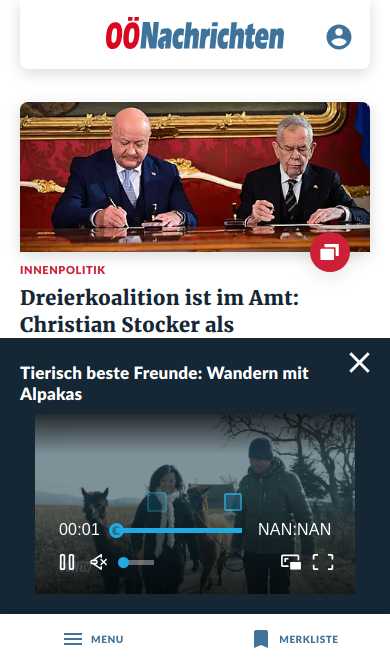 OÖNachrichten
INNENPOLITIK
Dreierkoalition ist im Amt:
Christian Stocker als
Tierisch beste Freunde: Wandern mit
Alpakas
00:01
NAN:NAN
MENU
MERKLISTE